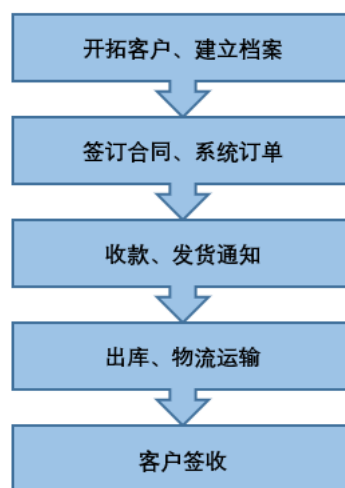 开拓客户、建立档案
签订合同、系统订单
收款、发货通知
出库、物流运输
客户签收